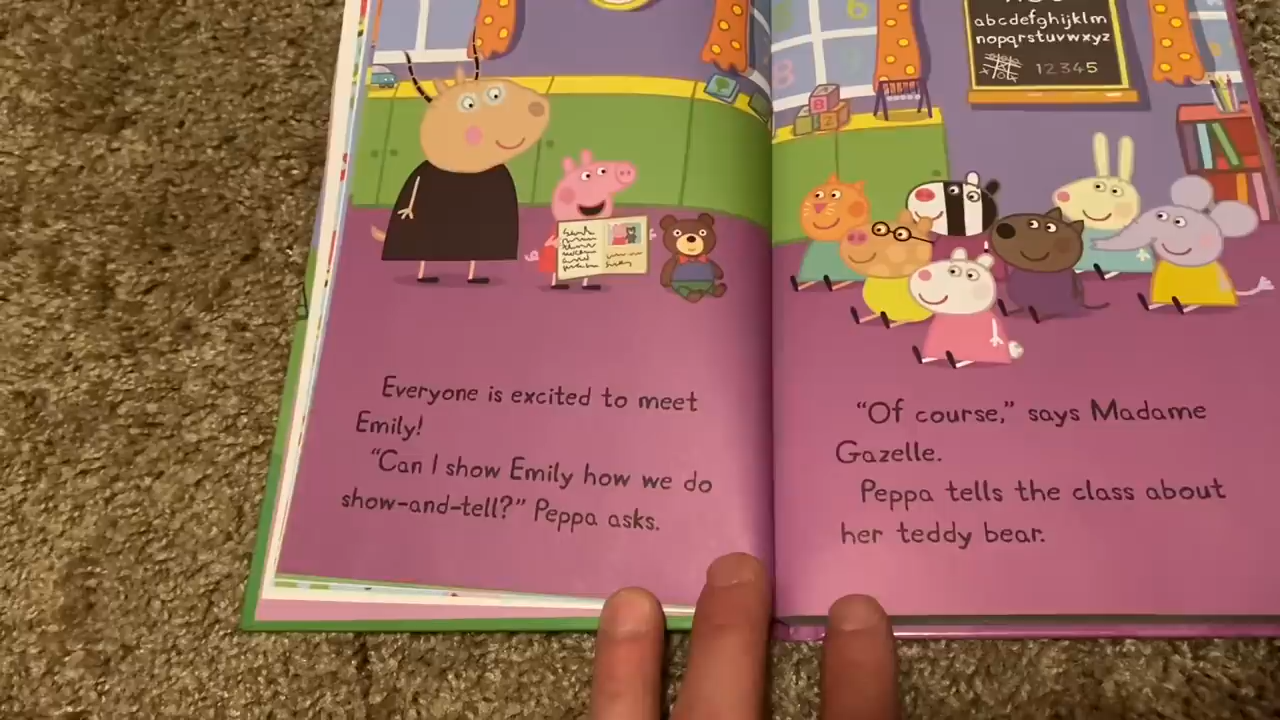 Everyone is excited to meet
Emily!
“Can I show Emily how we do
show-and-tell?” Peppa asks.
abcdefghijklm
nopqrstuvwxyz
12345
“Of course,” says Madame
Gazelle.
Peppa tells the class about
her teddy bear.